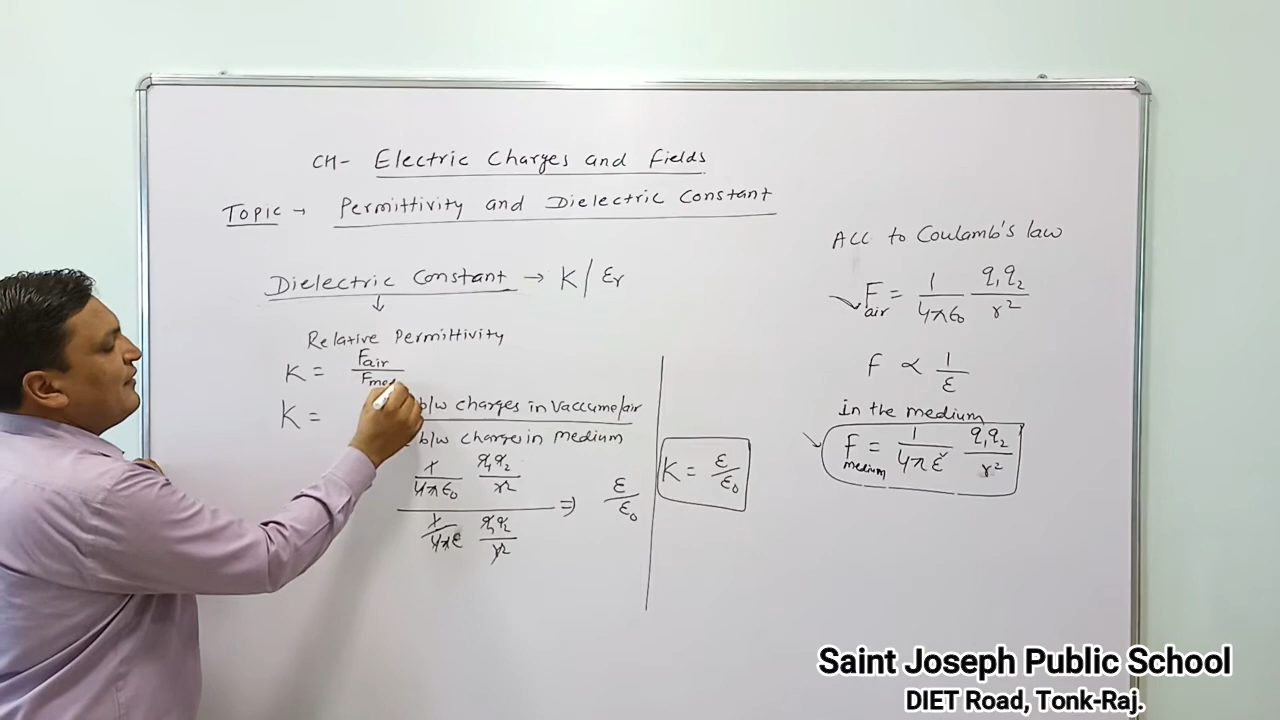 CH- Electric Charges and Fields
Topic → Permittivity and Dielectric Constant
Dielectric Constant → K / εr
↓
Relative Permittivity
K = Fair / Fmed
K = b/w charges in Vaccume/air / b/w charges in Medium
1/4πε0 q1q2/r² / 1/4πε q1q2/r² ⇒ ε/ε0
K = ε/ε0
ACC to Coulamb's law
Fair = 1/4πε0 q1q2/r²
F ∝ 1/ε
in the medium
F medium = 1/4πε q1q2/r²
Saint Joseph Public School
DIET Road, Tonk-Raj.